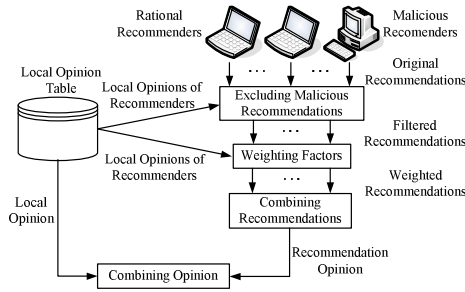 Rational
Recommenders
Malicious
Recomenders
. . .
Original
Recommendations
Local Opinion
Table
Local Opinions of
Recommenders
Excluding Malicious
Recommendations
. . .
Filtered
Recommendations
Local Opinions of
Recommenders
Weighting Factors
. . .
Weighted
Recommendations
Local
Opinion
Combining
Recommendations
Recommendation
Opinion
Combining Opinion